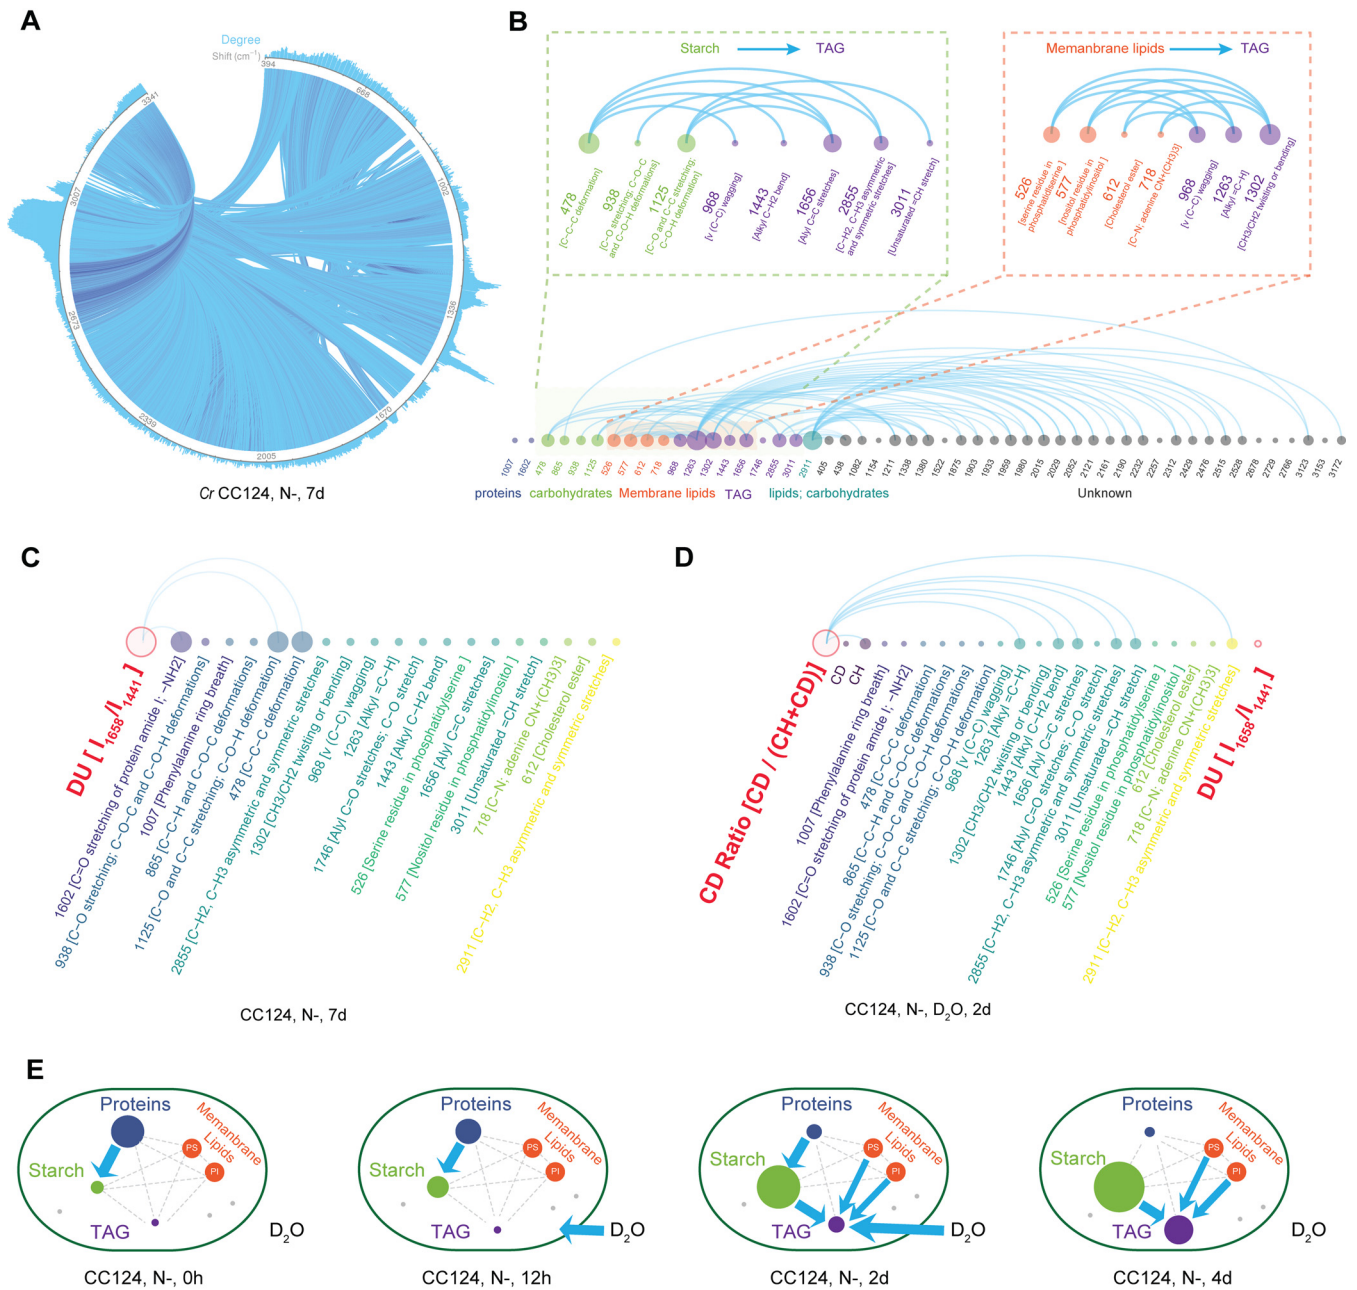 A
Degree
Shift (cm⁻¹)
394
668
1002
1336
1670
2005
2339
2673
3007
3341
Cr CC124, N-, 7d
B
Starch
TAG
478
[C-C-C deformation]
938
[C-O stretching; C-O-C
and C-O-H deformations]
1125
[C-O and C-C stretching;
C-O-H deformation]
968
[v (C-C) wagging]
1443
[Alkyl C-H2 bend]
1656
[Alyl C=C stretches]
2855
[C-H2, C-H3 asymmetric
and symmetric stretches]
3011
[Unsaturated =CH stretch]
Memanbrane lipids
TAG
526
[serine residue in
phosphatidiserine ]
577
[nositol residue in
phosphatidylinositol ]
612
[Cholesterol ester]
718
[C-N; adenine CN+(CH3)3]
968
[v (C-C) wagging]
1263
[Alkyl =C-H]
1302
[CH3/CH2 twisting or bending]
1007
1602
478
865
938
1125
526
577
612
718
968
1263
1302
1443
1656
1746
2855
3011
2911
405
438
1082
1154
1211
1338
1380
1522
1675
1903
1933
1959
1980
2015
2029
2052
2121
2161
2190
2232
2257
2312
2429
2476
2515
2528
2678
2729
2766
3123
3153
3172
proteins
carbohydrates
Membrane lipids
TAG
lipids; carbohydrates
Unknown
C
DU [ I1658/I1441 ]
1602 [C=O stretching of protein amide I; -NH2]
938 [C-O stretching; C-O-C and C-O-H deformations]
1007 [Phenylalanine ring breath]
865 [C-C-H and C-O-C deformations]
1125 [C-O and C-C stretching; C-O-H deformation]
478 [C-C-C deformation]
2855 [C-H2, C-H3 asymmetric and symmetric stretches]
1302 [CH3/CH2 twisting or bending]
968 [v (C-C) wagging]
1263 [Alkyl =C-H]
1746 [Alyl C=O stretches; C-O stretch]
1443 [Alkyl C-H2 bend]
1656 [Alyl C=C stretches]
526 [Serine residue in phosphatidylserine ]
577 [Nositol residue in phosphatidylinositol ]
3011 [Unsaturated =CH stretch]
718 [C-N; adenine CN+(CH3)3]
612 [Cholesterol ester]
2911 [C-H2, C-H3 asymmetric and symmetric stretches]
CC124, N-, 7d
D
CD Ratio [CD / (CH+CD)]
CD
CH
1007 [Phenylalanine ring breath]
1602 [C=O stretching of protein amide I; -NH2]
478 [C-C-C deformation]
865 [C-C-H and C-O-C deformations]
938 [C-O stretching; C-O-C and C-O-H deformations]
1125 [C-O and C-C stretching; C-O-H deformation]
968 [v (C-C) wagging]
1263 [Alkyl =C-H]
1302 [CH3/CH2 twisting or bending]
1443 [Alkyl C-H2 bend]
1656 [Alyl C=C stretches]
1746 [Alyl C=O stretches; C-O stretch]
2855 [C-H2, C-H3 asymmetric and symmetric stretches]
3011 [Unsaturated =CH stretch]
526 [Serine residue in phosphatidylserine ]
577 [Nositol residue in phosphatidylinositol ]
612 [Cholesterol ester]
718 [C-N; adenine CN+(CH3)3]
2911 [C-H2, C-H3 asymmetric and symmetric stretches]
DU [ I1658/I1441 ]
CC124, N-, D2O, 2d
E
Proteins
Memanbrane
Lipids
PS
PI
Starch
TAG
D2O
CC124, N-, 0h
Proteins
Memanbrane
Lipids
PS
PI
Starch
TAG
D2O
CC124, N-, 12h
Proteins
Memanbrane
Lipids
PS
PI
Starch
TAG
D2O
CC124, N-, 2d
Proteins
Memanbrane
Lipids
PS
PI
Starch
TAG
D2O
CC124, N-, 4d